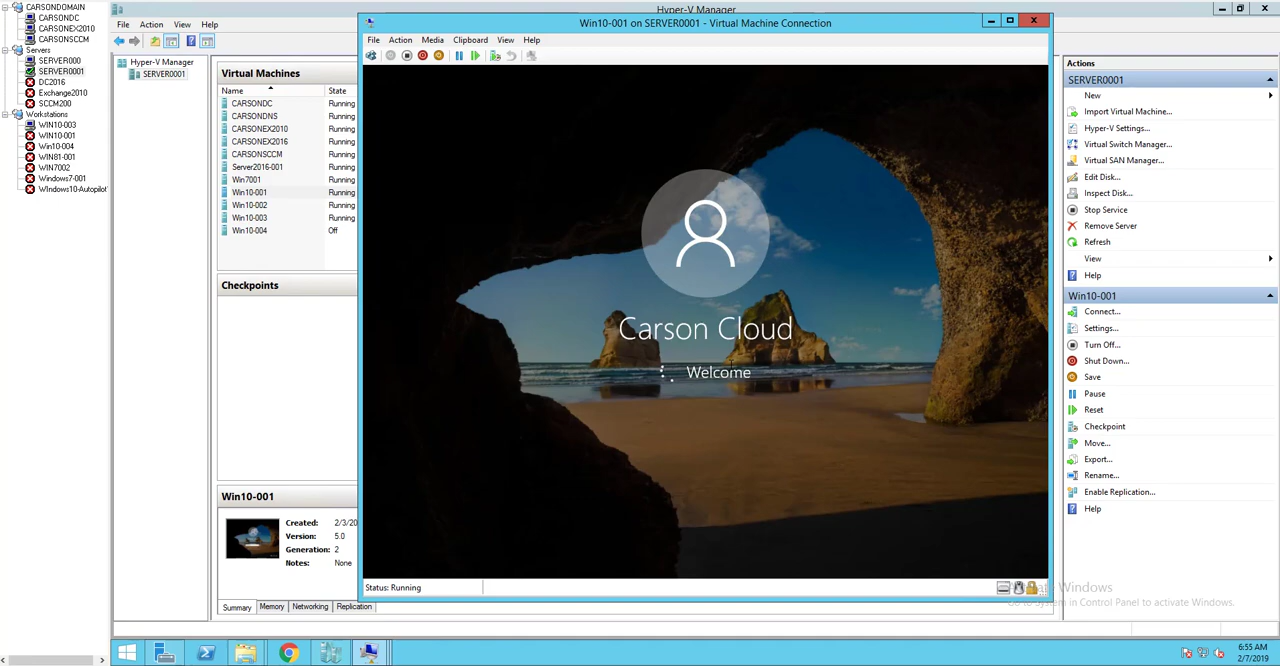 CARSONDOMAIN
CARSONDC
CARSONEX2010
CARSONSCCM
Servers
SERVER000
SERVER0001
DC2016
Exchange2010
SCCM200
Workstations
WIN10-003
WIN10-001
Win10-004
WIN81-001
WIN7002
Windows7-001
WIndows10-Autopilot
Hyper-V Manager
File Action View Help
Hyper-V Manager
SERVER0001
Virtual Machines
Name State
CARSONDC Running
CARSONDNS Running
CARSONEX2010 Running
CARSONEX2016 Running
CARSONSCCM Running
Server2016-001 Running
Win7001 Running
Win10-001 Running
Win10-002 Running
Win10-003 Running
Win10-004 Off
Checkpoints
Win10-001
Created: 2/3/20
Version: 5.0
Generation: 2
Notes: None
Summary Memory Networking Replication
Win10-001 on SERVER0001 - Virtual Machine Connection
File Action Media Clipboard View Help
Carson Cloud
Welcome
Status: Running
Actions
SERVER0001
New
Import Virtual Machine...
Hyper-V Settings...
Virtual Switch Manager...
Virtual SAN Manager...
Edit Disk...
Inspect Disk...
Stop Service
Remove Server
Refresh
View
Help
Win10-001
Connect...
Settings...
Turn Off...
Shut Down...
Save
Pause
Reset
Checkpoint
Move...
Export...
Rename...
Enable Replication...
Help
Windows
Go to System in Control Panel to activate Windows.
6:55 AM
2/7/2019